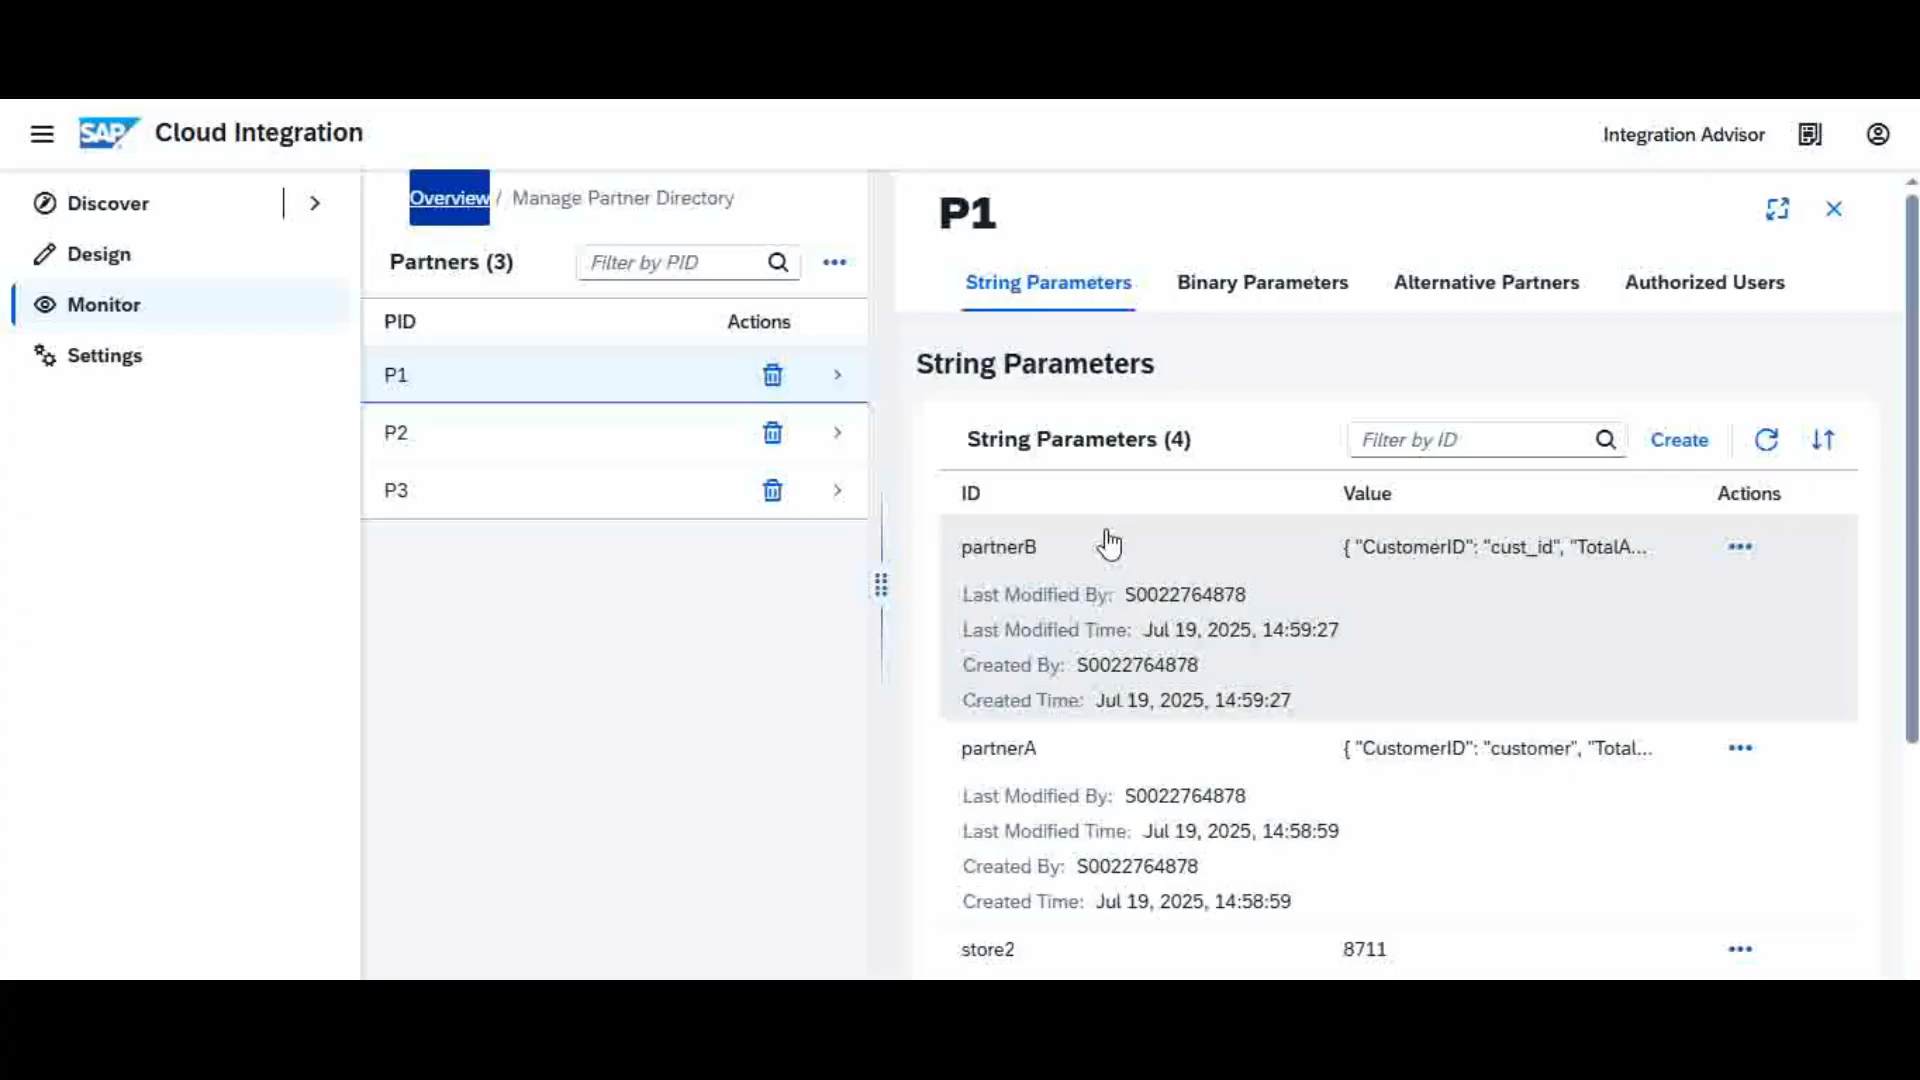 SAP Cloud Integration
Integration Advisor
Discover
Design
Monitor
Settings
Overview / Manage Partner Directory
Partners (3)
Filter by PID
PID Actions
P1
P2
P3
P1
String Parameters Binary Parameters Alternative Partners Authorized Users
String Parameters
String Parameters (4) Filter by ID Create
ID Value Actions
partnerB { "CustomerID": "cust_id", "TotalA...
Last Modified By: S0022764878
Last Modified Time: Jul 19, 2025, 14:59:27
Created By: S0022764878
Created Time: Jul 19, 2025, 14:59:27
partnerA { "CustomerID": "customer", "Total...
Last Modified By: S0022764878
Last Modified Time: Jul 19, 2025, 14:58:59
Created By: S0022764878
Created Time: Jul 19, 2025, 14:58:59
store2 8711